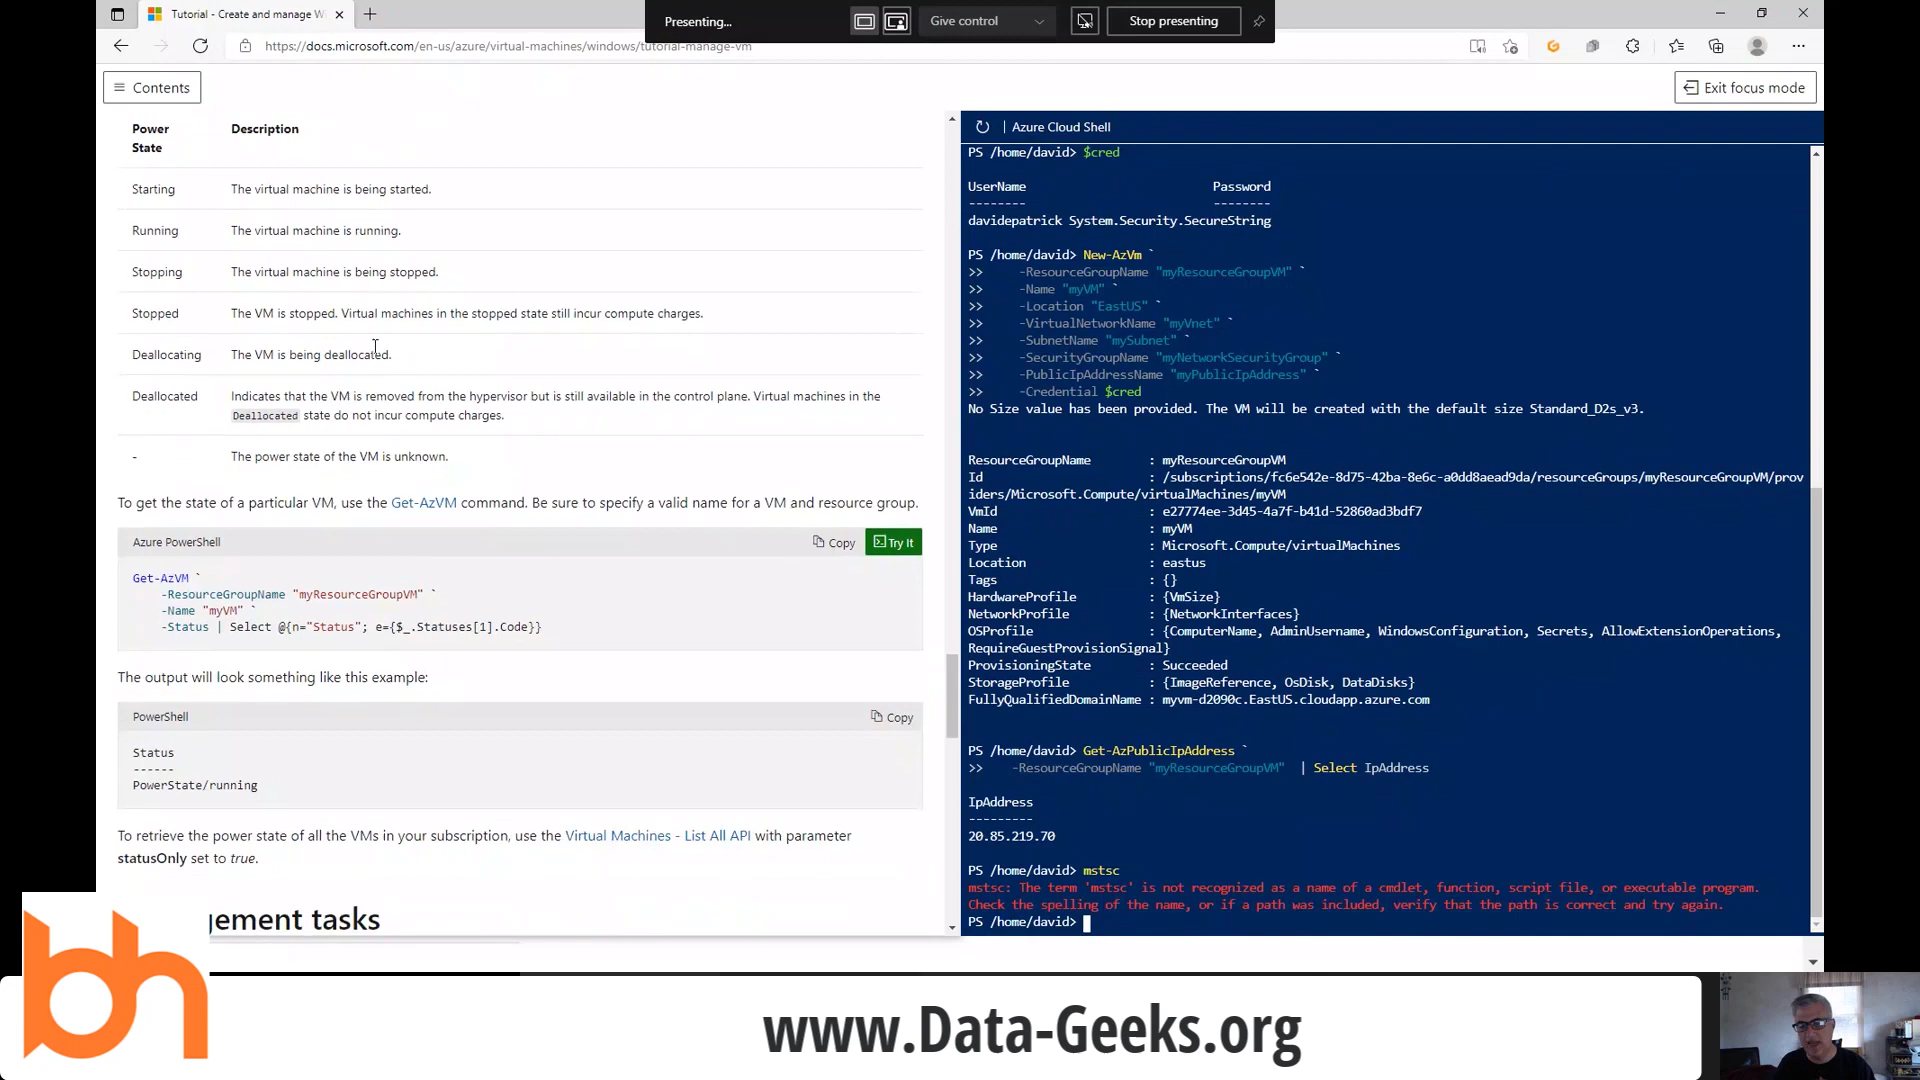 Tutorial - Create and manage W
Presenting...
Give control
Stop presenting
https://docs.microsoft.com/en-us/azure/virtual-machines/windows/tutorial-manage-vm
Contents
Exit focus mode
Power State
Description
Starting
The virtual machine is being started.
Running
The virtual machine is running.
Stopping
The virtual machine is being stopped.
Stopped
The VM is stopped. Virtual machines in the stopped state still incur compute charges.
Deallocating
The VM is being deallocated.
Deallocated
Indicates that the VM is removed from the hypervisor but is still available in the control plane. Virtual machines in the
Deallocated state do not incur compute charges.
-
The power state of the VM is unknown.
To get the state of a particular VM, use the Get-AzVM command. Be sure to specify a valid name for a VM and resource group.
Azure PowerShell
Copy
Try It
Get-AzVM `
-ResourceGroupName "myResourceGroupVM" `
-Name "myVM" `
-Status | Select @{n="Status"; e={$_.Statuses[1].Code}}
The output will look something like this example:
PowerShell
Copy
Status
------
PowerState/running
To retrieve the power state of all the VMs in your subscription, use the Virtual Machines - List All API with parameter
statusOnly set to true.
gement tasks
Azure Cloud Shell
PS /home/david> $cred
UserName Password
-------- --------
davidepatrick System.Security.SecureString
PS /home/david> New-AzVm `
>> -ResourceGroupName "myResourceGroupVM" `
>> -Name "myVM" `
>> -Location "EastUS" `
>> -VirtualNetworkName "myVnet" `
>> -SubnetName "mySubnet" `
>> -SecurityGroupName "myNetworkSecurityGroup" `
>> -PublicIpAddressName "myPublicIpAddress" `
>> -Credential $cred
No Size value has been provided. The VM will be created with the default size Standard_D2s_v3.
ResourceGroupName : myResourceGroupVM
Id : /subscriptions/fc6e542e-8d75-42ba-8e6c-a0dd8aead9da/resourceGroups/myResourceGroupVM/prov
iders/Microsoft.Compute/virtualMachines/myVM
VmId : e27774ee-3d45-4a7f-b41d-52860ad3bdf7
Name : myVM
Type : Microsoft.Compute/virtualMachines
Location : eastus
Tags : {}
HardwareProfile : {VmSize}
NetworkProfile : {NetworkInterfaces}
OSProfile : {ComputerName, AdminUsername, WindowsConfiguration, Secrets, AllowExtensionOperations,
RequireGuestProvisionSignal}
ProvisioningState : Succeeded
StorageProfile : {ImageReference, OsDisk, DataDisks}
FullyQualifiedDomainName : myvm-d2090c.EastUS.cloudapp.azure.com
PS /home/david> Get-AzPublicIpAddress `
>> -ResourceGroupName "myResourceGroupVM" | Select IpAddress
IpAddress
---------
20.85.219.70
PS /home/david> mstsc
mstsc: The term 'mstsc' is not recognized as a name of a cmdlet, function, script file, or executable program.
Check the spelling of the name, or if a path was included, verify that the path is correct and try again.
PS /home/david>
bh
www.Data-Geeks.org